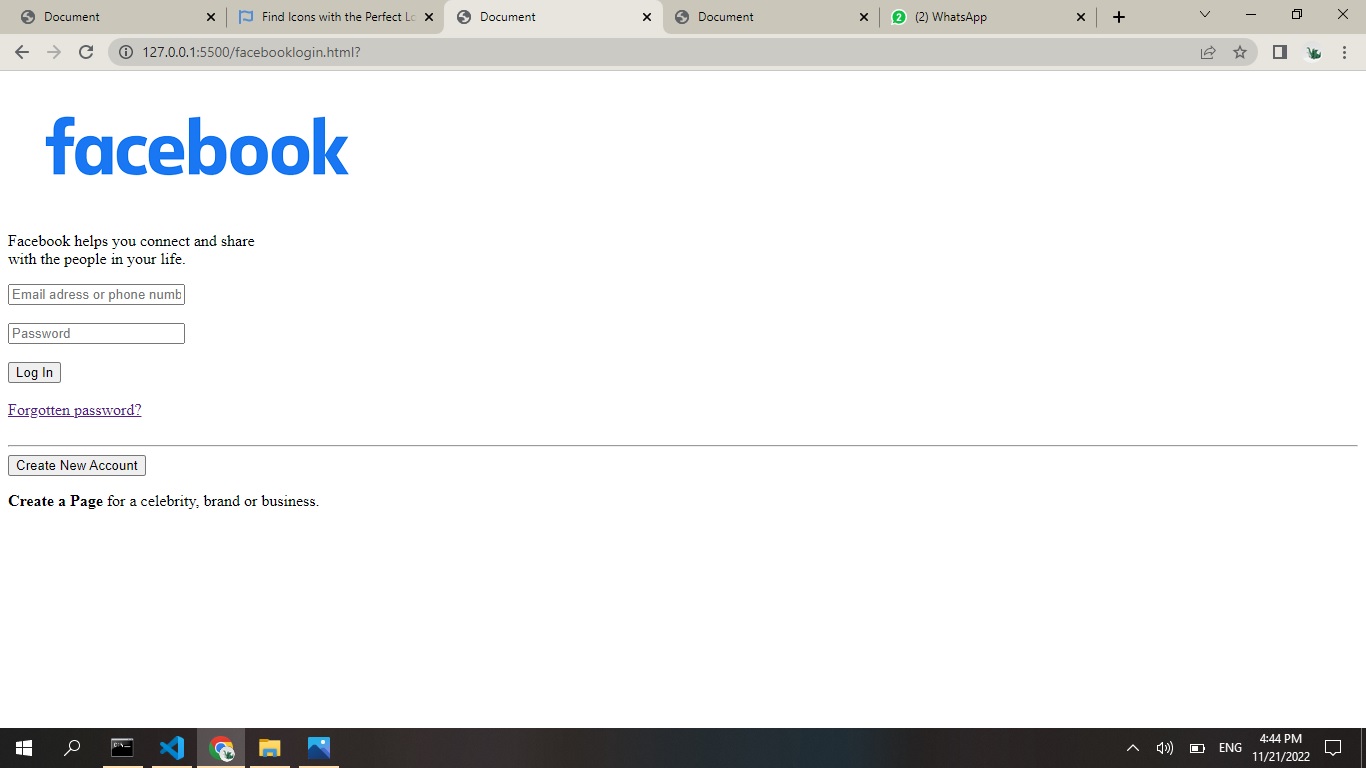 Document
Find Icons with the Perfect Lo
Document
Document
2
(2) WhatsApp
127.0.0.1:5500/facebooklogin.html?
facebook
Facebook helps you connect and share
with the people in your life.
Email adress or phone numb
Password
Log In
Forgotten password?
Create New Account
Create a Page for a celebrity, brand or business.
ENG
4:44 PM
11/21/2022